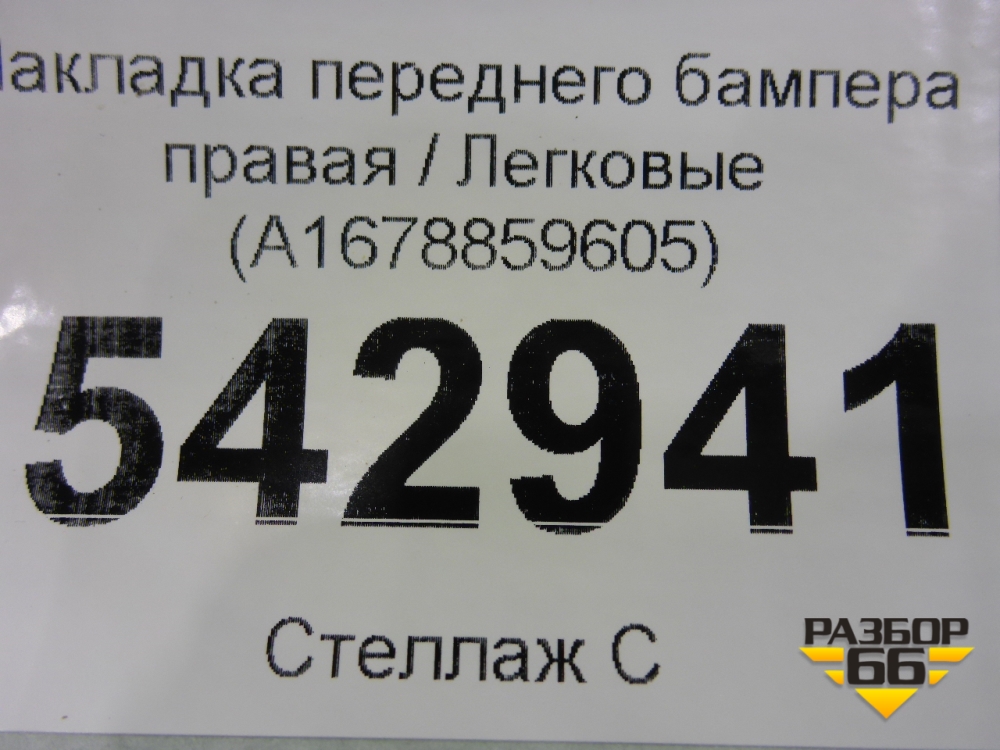 Накладка переднего бампера
правая / Легковые
(A1678859605)
542941
Стеллаж С
РАЗБОР
66